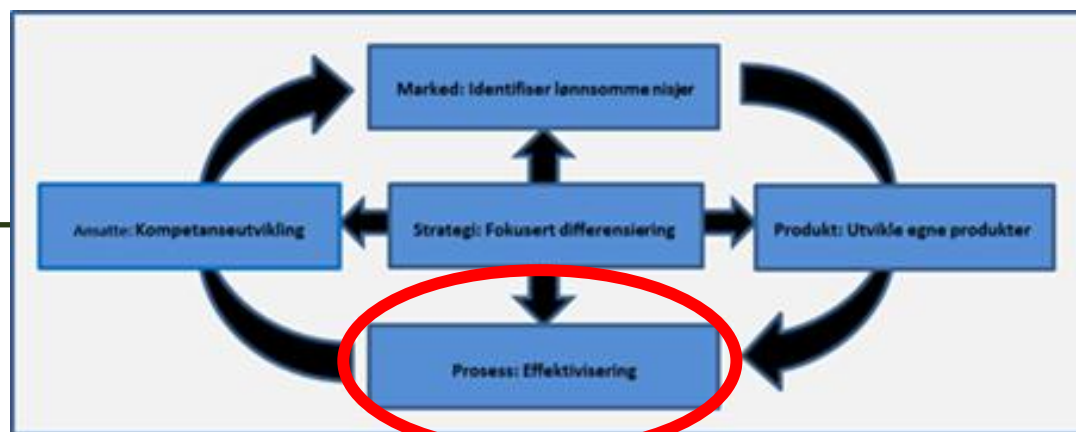 Marked: Identifiser lønnsomme nisjer
Ansatte: Kompetanseutvikling
Strategi: Fokusert differensiering
Produkt: Utvikle egne produkter
Prosess: Effektivisering